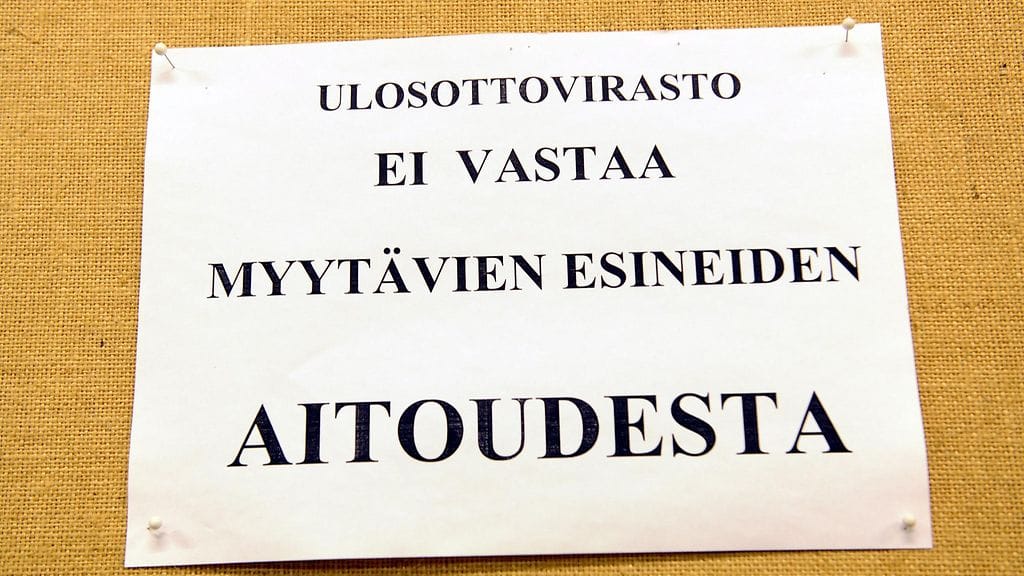 ULOSOTTOVIRASTO
EI VASTAA
MYYTÄVIEN ESINEIDEN
AITOUDESTA